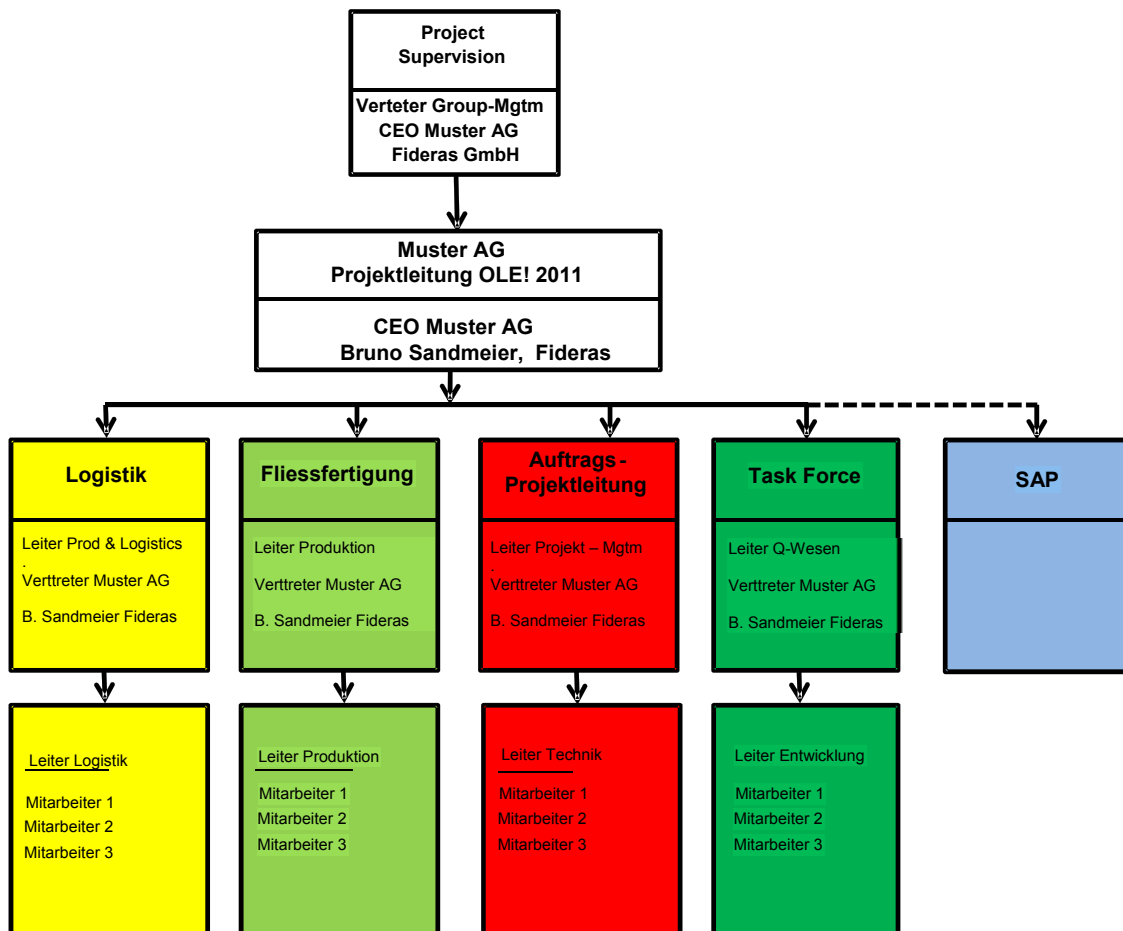 Project
Supervision
Verteter Group-Mgtm
CEO Muster AG
Fideras GmbH
Muster AG
Projektleitung OLE! 2011
CEO Muster AG
Bruno Sandmeier, Fideras
Logistik
Leiter Prod & Logistics
.
Verttreter Muster AG
B. Sandmeier Fideras
Fliessfertigung
Leiter Produktion
Verttreter Muster AG
B. Sandmeier Fideras
Auftrags-
Projektleitung
Leiter Projekt – Mgtm
.
Verttreter Muster AG
B. Sandmeier Fideras
Task Force
Leiter Q-Wesen
Verttreter Muster AG
B. Sandmeier Fideras
SAP
Leiter Logistik
Mitarbeiter 1
Mitarbeiter 2
Mitarbeiter 3
Leiter Produktion
Mitarbeiter 1
Mitarbeiter 2
Mitarbeiter 3
Leiter Technik
Mitarbeiter 1
Mitarbeiter 2
Mitarbeiter 3
Leiter Entwicklung
Mitarbeiter 1
Mitarbeiter 2
Mitarbeiter 3